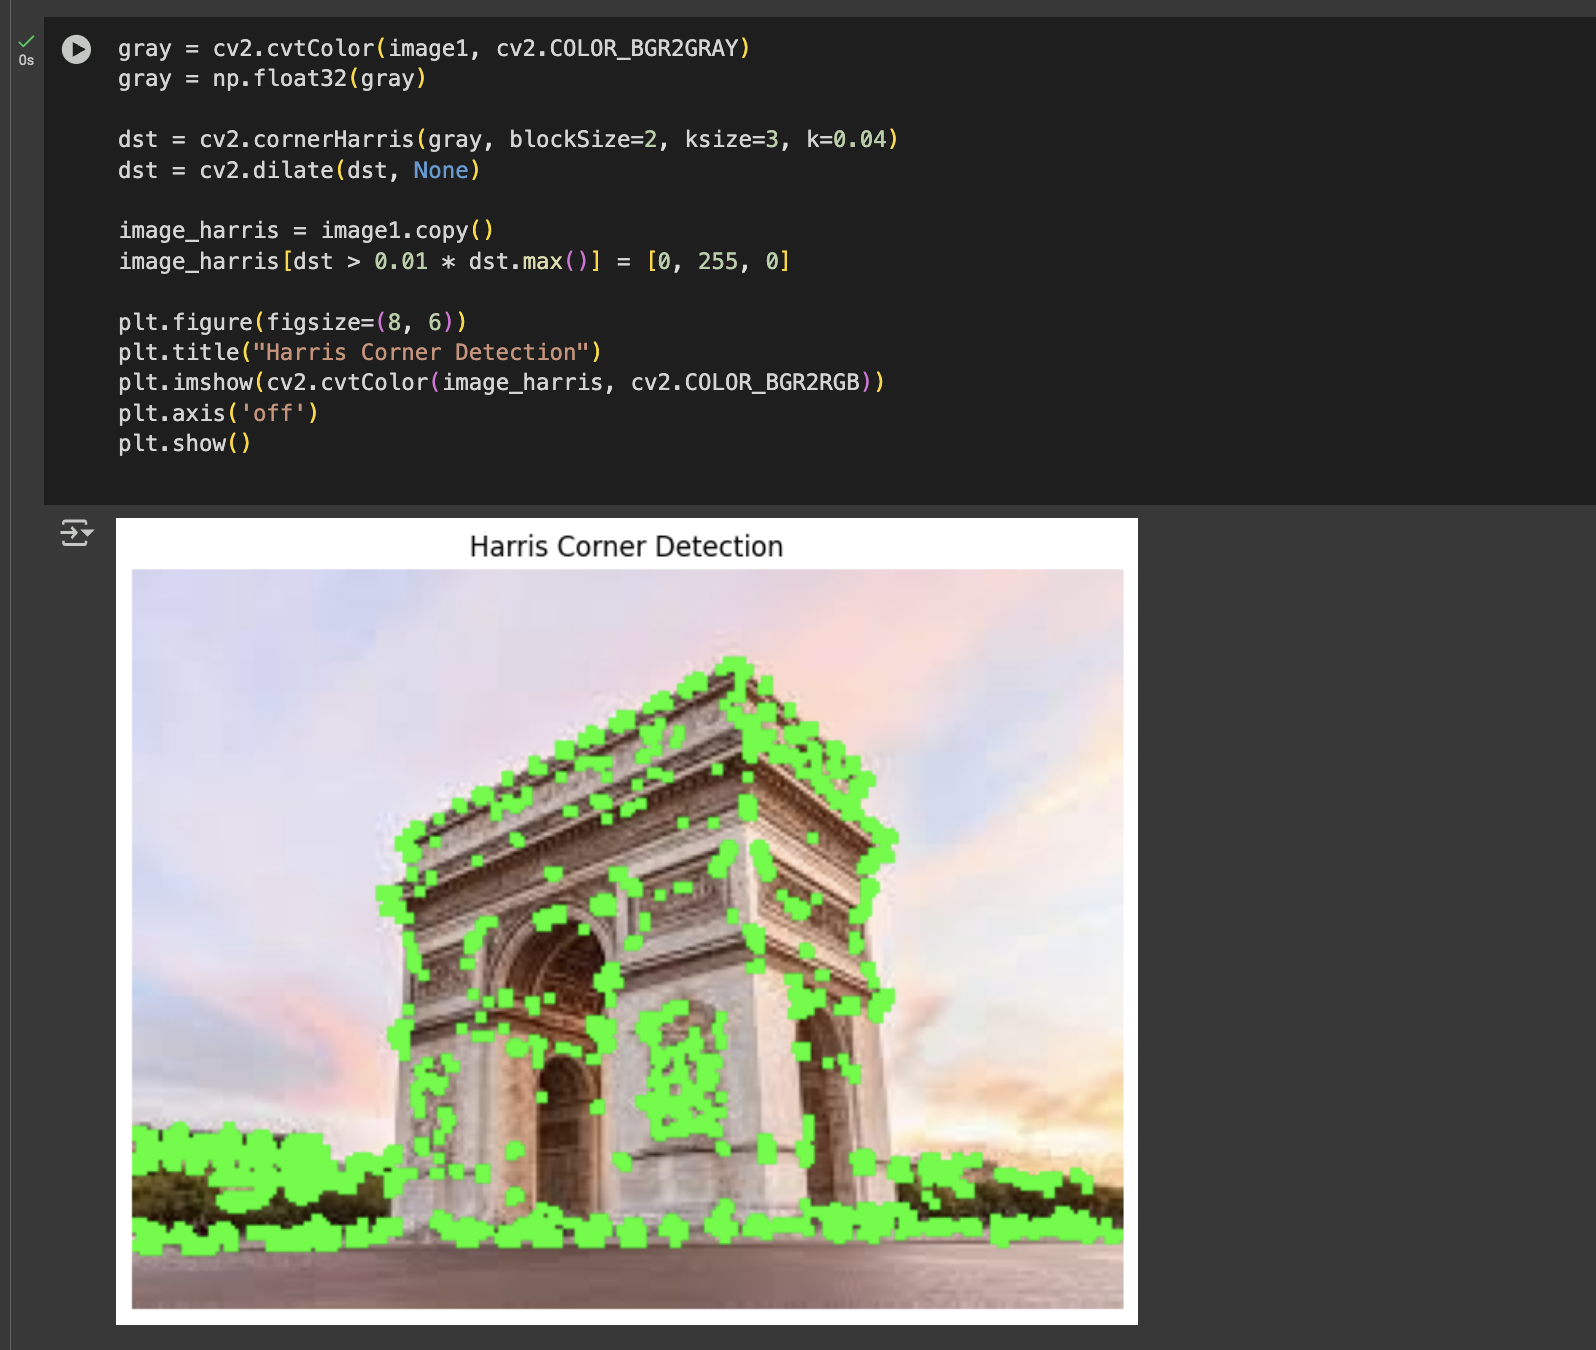 0s
gray = cv2.cvtColor(image1, cv2.COLOR_BGR2GRAY)
gray = np.float32(gray)
dst = cv2.cornerHarris(gray, blockSize=2, ksize=3, k=0.04)
dst = cv2.dilate(dst, None)
image_harris = image1.copy()
image_harris[dst > 0.01 * dst.max()] = [0, 255, 0]
plt.figure(figsize=(8, 6))
plt.title("Harris Corner Detection")
plt.imshow(cv2.cvtColor(image_harris, cv2.COLOR_BGR2RGB))
plt.axis('off')
plt.show()
Harris Corner Detection